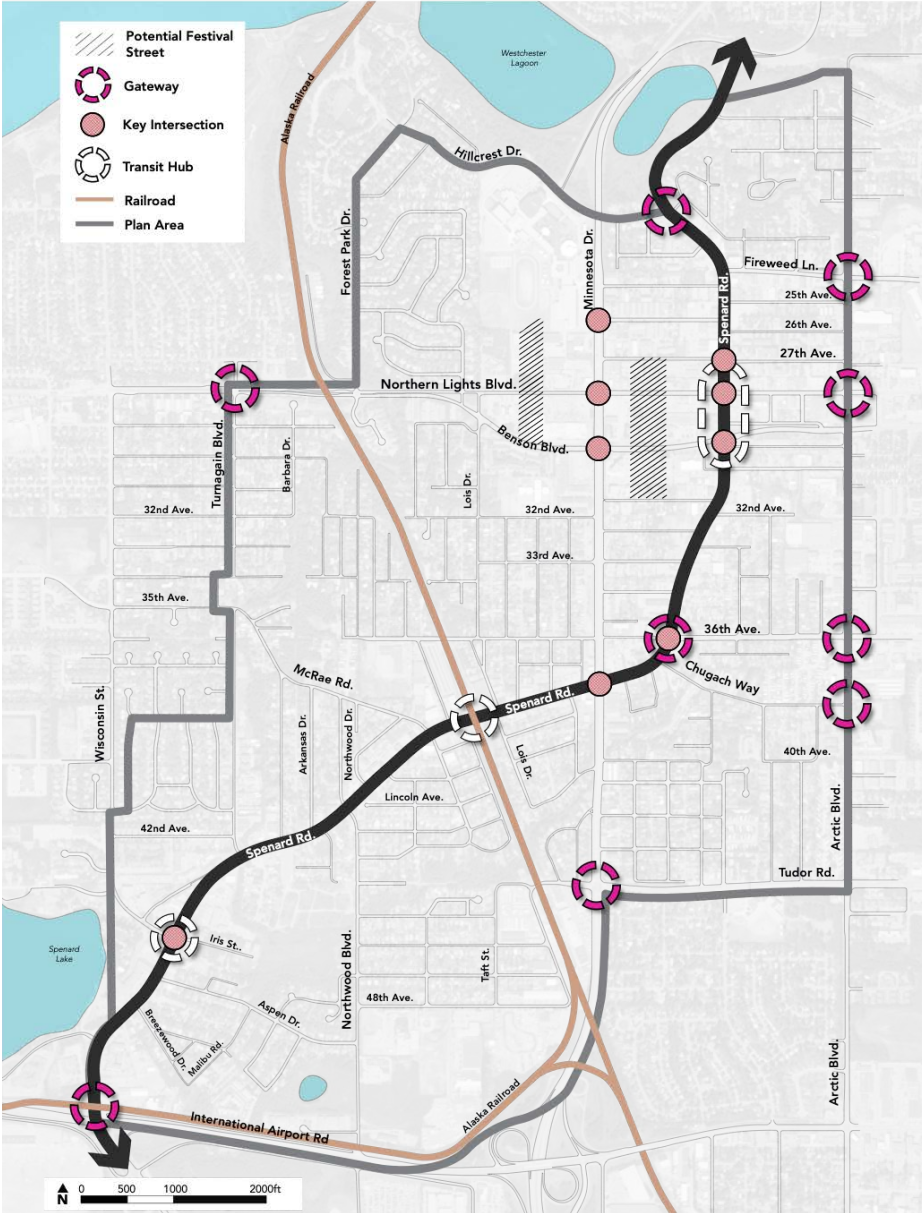 Potential Festival
Street
Gateway
Key Intersection
Transit Hub
Railroad
Plan Area
Westchester
Lagoon
Alaska Railroad
Hillcrest Dr.
Forest Park Dr.
Minnesota Dr.
Spenard Rd.
Fireweed Ln.
25th Ave.
26th Ave.
27th Ave.
Northern Lights Blvd.
Benson Blvd.
Turnagain Blvd.
Barbara Dr.
Lois Dr.
32nd Ave.
32nd Ave.
32nd Ave.
33rd Ave.
35th Ave.
36th Ave.
Chugach Way
McRae Rd.
Spenard Rd.
Wisconsin St.
Arkansas Dr.
Northwood Dr.
Lois Dr.
40th Ave.
Lincoln Ave.
Arctic Blvd.
42nd Ave.
Spenard Rd.
Tudor Rd.
Iris St..
Spenard
Lake
Northwood Blvd.
Taft St.
48th Ave.
Aspen Dr.
Breezewood Dr.
Malibu Rd.
Arctic Blvd.
Alaska Railroad
International Airport Rd
N
0 500 1000 2000ft